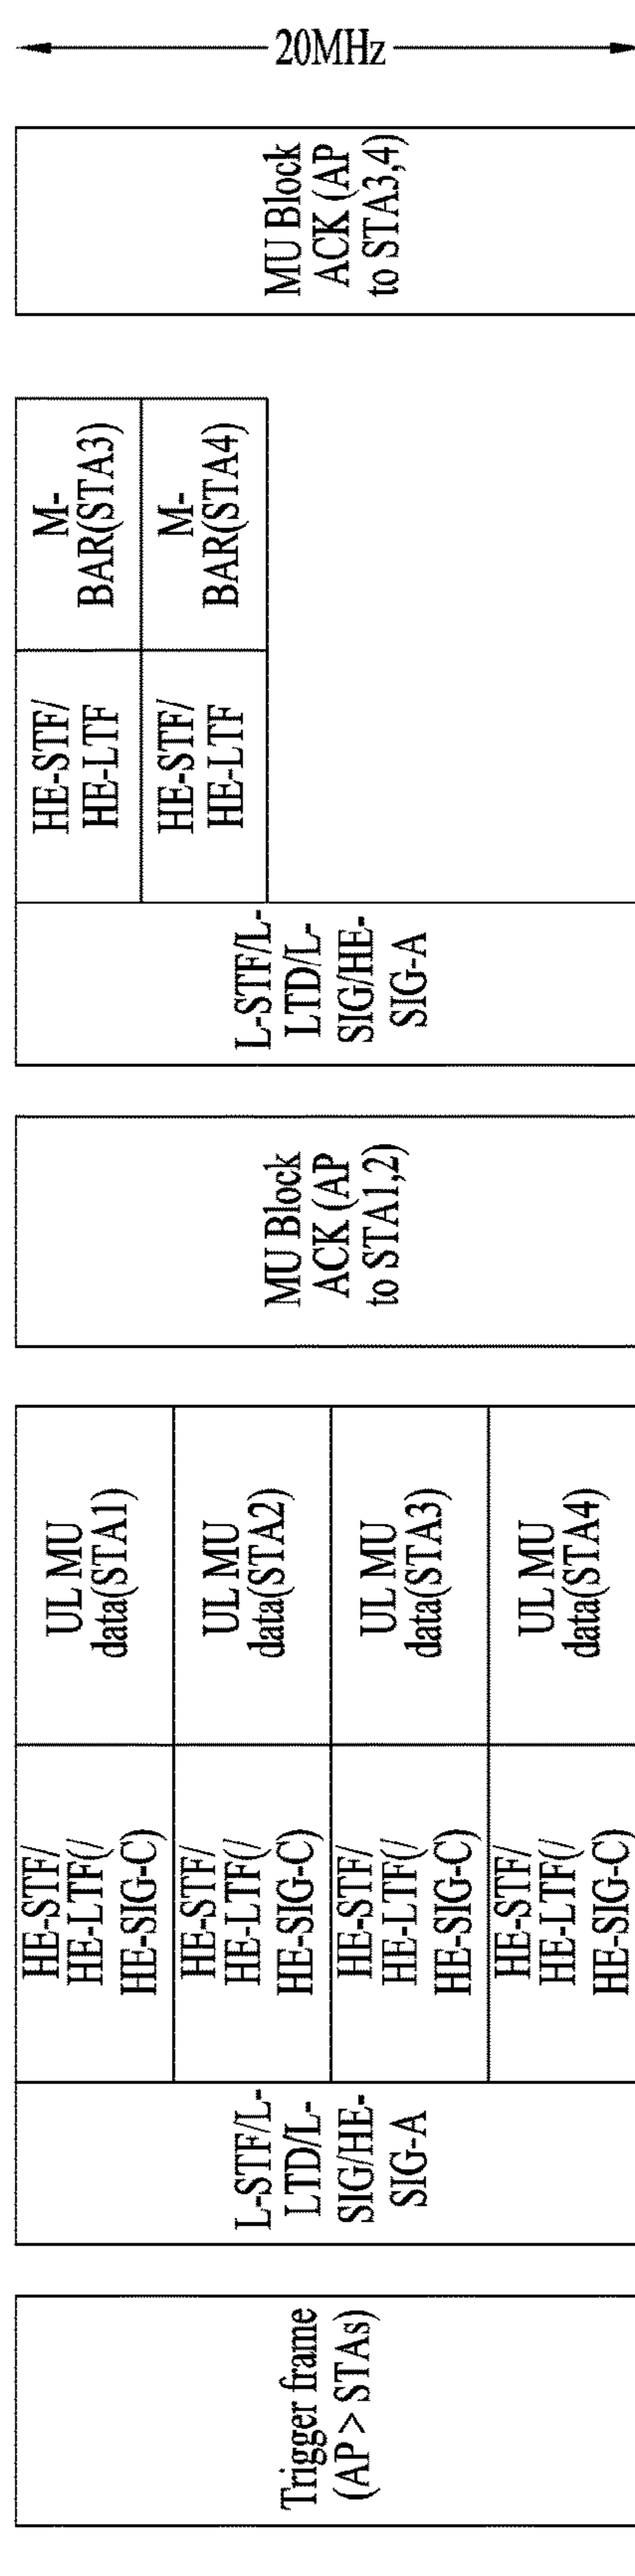 Trigger frame
(AP > STAs)
L-STF/L-
LTD/L-
SIG/HE-
SIG-A
HE-STF/
HE-LTF(/
HE-SIG-C)
UL MU
data(STA1)
HE-STF/
HE-LTF(/
HE-SIG-C)
UL MU
data(STA2)
HE-STF/
HE-LTF(/
HE-SIG-C)
UL MU
data(STA3)
HE-STF/
HE-LTF(/
HE-SIG-C)
UL MU
data(STA4)
MU Block
ACK (AP
to STA1,2)
L-STF/L-
LTD/L-
SIG/HE-
SIG-A
HE-STF/
HE-LTF
M-
BAR(STA3)
HE-STF/
HE-LTF
M-
BAR(STA4)
MU Block
ACK (AP
to STA3,4)
20MHz